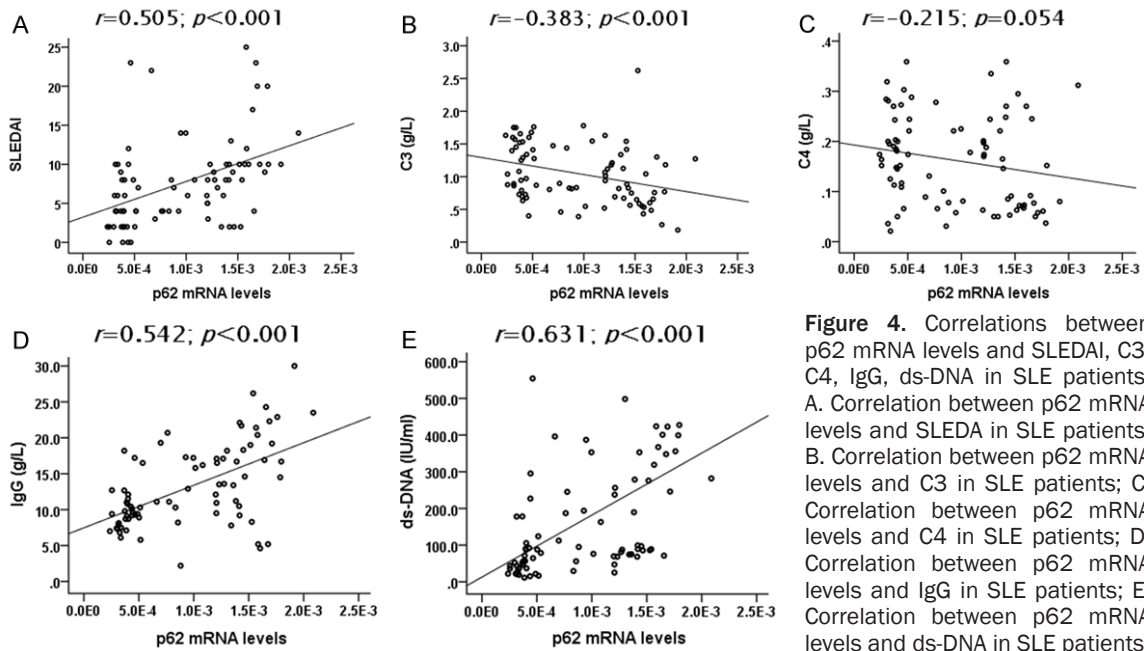 A
r=0.505; p<0.001
SLEDAI
25
20
15
10
5
0
0.0E0 5.0E-4 1.0E-3 1.5E-3 2.0E-3 2.5E-3
p62 mRNA levels
B
r=-0.383; p<0.001
C3 (g/L)
3.0
2.5
2.0
1.5
1.0
0.5
.0
0.0E0 5.0E-4 1.0E-3 1.5E-3 2.0E-3 2.5E-3
p62 mRNA levels
C
r=-0.215; p=0.054
C4 (g/L)
.4
.3
.2
.1
.0
0.0E0 5.0E-4 1.0E-3 1.5E-3 2.0E-3 2.5E-3
p62 mRNA levels
D
r=0.542; p<0.001
IgG (g/L)
30.0
25.0
20.0
15.0
10.0
5.0
.0
0.0E0 5.0E-4 1.0E-3 1.5E-3 2.0E-3 2.5E-3
p62 mRNA levels
E
r=0.631; p<0.001
ds-DNA (IU/ml)
600.0
500.0
400.0
300.0
200.0
100.0
.0
0.0E0 5.0E-4 1.0E-3 1.5E-3 2.0E-3 2.5E-3
p62 mRNA levels
Figure 4. Correlations between
p62 mRNA levels and SLEDAI, C3
C4, IgG, ds-DNA in SLE patients
A. Correlation between p62 mRNA
levels and SLEDA in SLE patients
B. Correlation between p62 mRNA
levels and C3 in SLE patients; C
Correlation between p62 mRNA
levels and C4 in SLE patients; D
Correlation between p62 mRNA
levels and IgG in SLE patients; E
Correlation between p62 mRNA
levels and ds-DNA in SLE patients